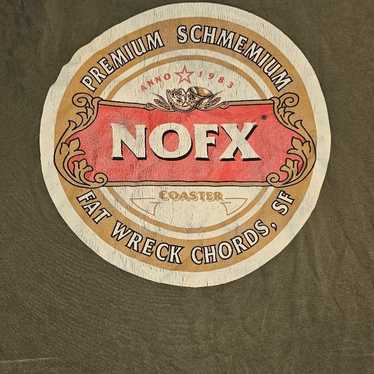 PREMIUM SCHMEMIUM
ANNO 1983
NOFX
COASTER
FAT WRECK CHORDS, SF